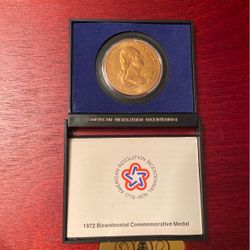 AMERICAN REVOLUTION BICENTENNIAL
AMERICAN REVOLUTION BICENTENNIAL
1776-1976
1972 Bicentennial Commemorative Medal